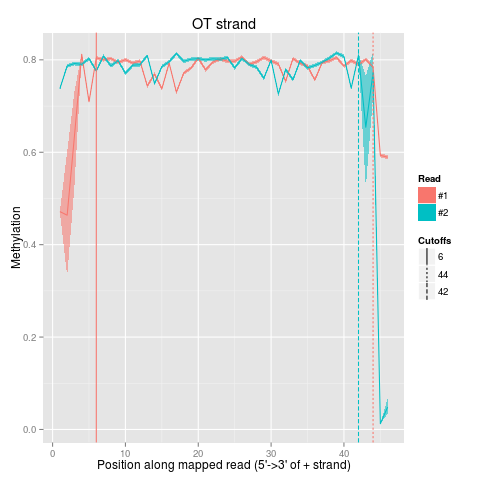 OT strand
Methylation
0.8
0.6
0.4
0.2
0.0
0 10 20 30 40
Position along mapped read (5'->3' of + strand)
Read
#1
#2
Cutoffs
6
44
42